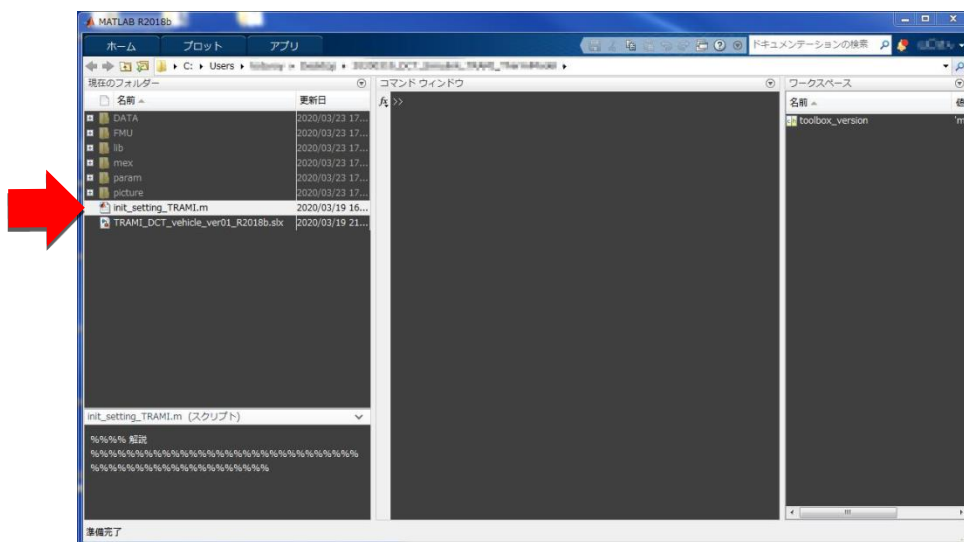 MATLAB R2018b
ホーム プロット アプリ ドキュメンテーションの検索
C: Users
現在のフォルダー コマンド ウィンドウ ワークスペース
名前 更新日 fx >> 名前 値
DATA 2020/03/23 17...
toolbox_version 'm
FMU 2020/03/23 17...
lib 2020/03/23 17...
mex 2020/03/23 17...
param 2020/03/23 17...
picture 2020/03/23 17...
init_setting_TRAMI.m 2020/03/19 16...
TRAMI_DCT_vehicle_ver01_R2018b.slx 2020/03/19 21...
init_setting_TRAMI.m (スクリプト)
%%%% 解説
%%%%%%%%%%%%%%%%%%%%%%%%%%%%%%
%%%%%%%%%%%%%%%%%%%%
準備完了